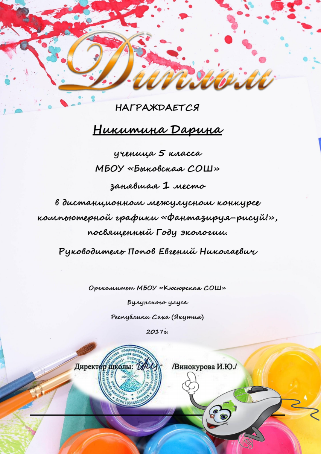 Диплом
НАГРАЖДАЕТСЯ
Никитина Дарина
ученица 5 класса
МБОУ «Быковская СОШ»
занявшая 1 место
в дистанционном межулусном конкурсе
компьютерной графики «Фантазируя-рисуй!»,
посвященный Году экологии.
Руководитель Попов Евгений Николаевич
Оргкомитет МБОУ «Кюсюрская СОШ»
Булунского улуса
Республики Саха (Якутия)
2017г.
Директор школы: /Винокурова И.Ю./